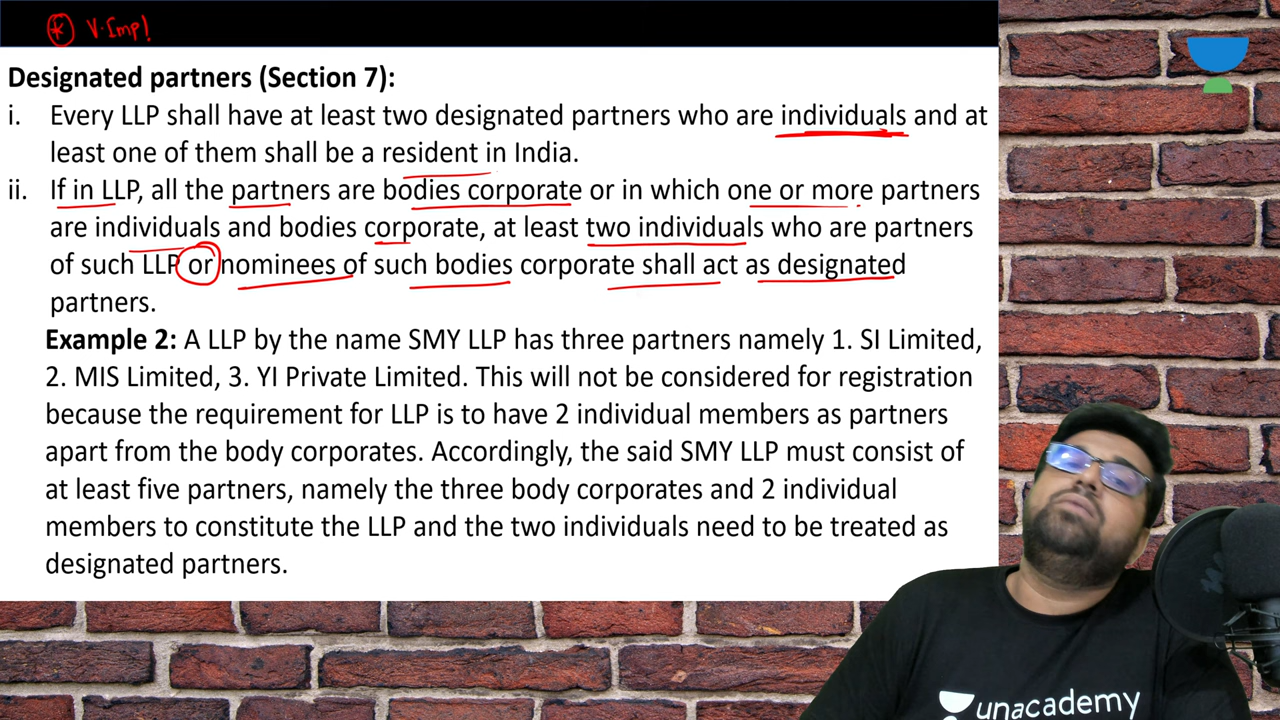 V. Imp!
Designated partners (Section 7):
i. Every LLP shall have at least two designated partners who are individuals and at
least one of them shall be a resident in India.
ii. If in LLP, all the partners are bodies corporate or in which one or more partners
are individuals and bodies corporate, at least two individuals who are partners
of such LLP or nominees of such bodies corporate shall act as designated
partners.
Example 2: A LLP by the name SMY LLP has three partners namely 1. SI Limited,
2. MIS Limited, 3. YI Private Limited. This will not be considered for registration
because the requirement for LLP is to have 2 individual members as partners
apart from the body corporates. Accordingly, the said SMY LLP must consist of
at least five partners, namely the three body corporates and 2 individual
members to constitute the LLP and the two individuals need to be treated as
designated partners.
unacademy